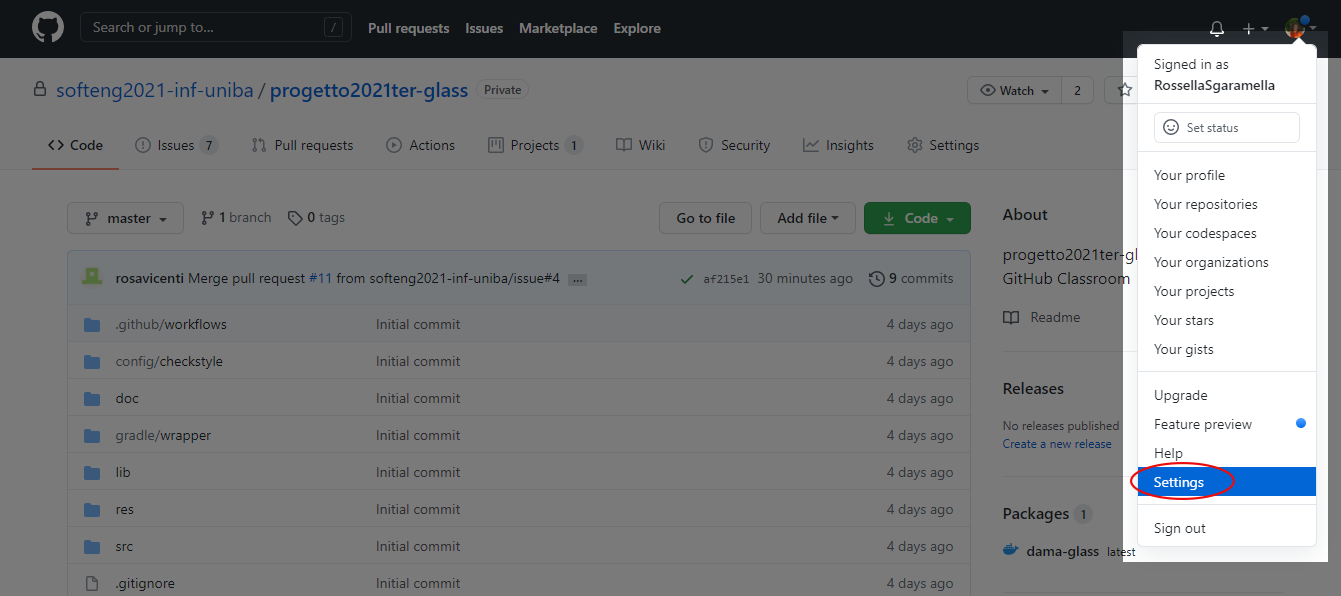 Search or jump to...
/
Pull requests
Issues
Marketplace
Explore
softeng2021-inf-uniba / progetto2021ter-glass
Private
Watch
2
Code
Issues 7
Pull requests
Actions
Projects 1
Wiki
Security
Insights
Settings
master
1 branch
0 tags
Go to file
Add file
Code
rosavicenti Merge pull request #11 from softeng2021-inf-uniba/issue#4 ...
af215e1 30 minutes ago
9 commits
.github/workflows Initial commit 4 days ago
config/checkstyle Initial commit 4 days ago
doc Initial commit 4 days ago
gradle/wrapper Initial commit 4 days ago
lib Initial commit 4 days ago
res Initial commit 4 days ago
src Initial commit 4 days ago
.gitignore Initial commit 4 days ago
About
progetto2021ter-gl
GitHub Classroom
Readme
Releases
No releases published
Create a new release
Packages 1
dama-glass latest
Signed in as
RossellaSgaramella
Set status
Your profile
Your repositories
Your codespaces
Your organizations
Your projects
Your stars
Your gists
Upgrade
Feature preview
Help
Settings
Sign out